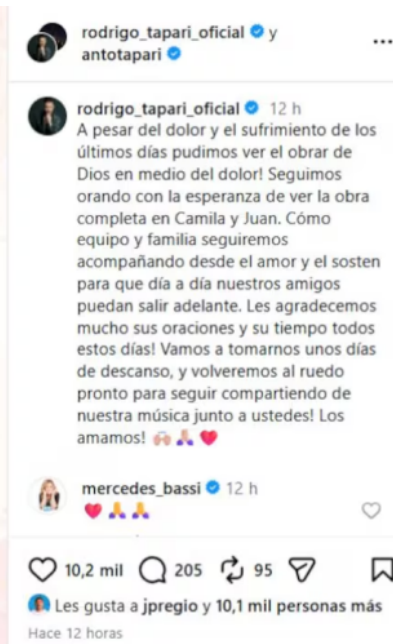 rodrigo_tapari_oficial y
antotapari
rodrigo_tapari_oficial 12 h
A pesar del dolor y el sufrimiento de los
últimos días pudimos ver el obrar de
Dios en medio del dolor! Seguimos
orando con la esperanza de ver la obra
completa en Camila y Juan. Cómo
equipo y familia seguiremos
acompañando desde el amor y el sosten
para que día a día nuestros amigos
puedan salir adelante. Les agradecemos
mucho sus oraciones y su tiempo todos
estos días! Vamos a tomarnos unos días
de descanso, y volveremos al ruedo
pronto para seguir compartiendo de
nuestra música junto a ustedes! Los
amamos! 🙌🏼🙏🏼❤️
mercedes_bassi 12 h
❤️🙏🙏
10,2 mil 205 95
Les gusta a jpregio y 10,1 mil personas más
Hace 12 horas